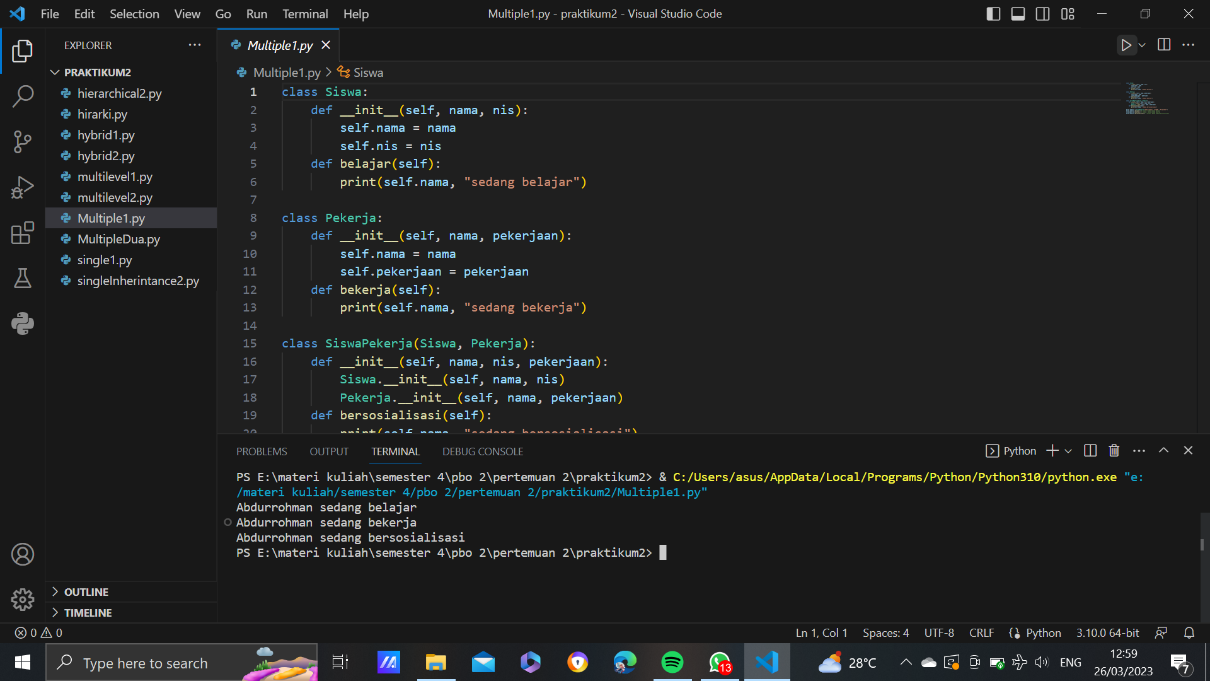 File Edit Selection View Go Run Terminal Help
Multiple1.py - praktikum2 - Visual Studio Code
EXPLORER
PRAKTIKUM2
hierarchical2.py
hirarki.py
hybrid1.py
hybrid2.py
multilevel1.py
multilevel2.py
Multiple1.py
MultipleDua.py
single1.py
singleInherintance2.py
OUTLINE
TIMELINE
Multiple1.py
Multiple1.py > Siswa
1 class Siswa:
2     def __init__(self, nama, nis):
3         self.nama = nama
4         self.nis = nis
5     def belajar(self):
6         print(self.nama, "sedang belajar")
7
8 class Pekerja:
9     def __init__(self, nama, pekerjaan):
10         self.nama = nama
11         self.pekerjaan = pekerjaan
12     def bekerja(self):
13         print(self.nama, "sedang bekerja")
14
15 class SiswaPekerja(Siswa, Pekerja):
16     def __init__(self, nama, nis, pekerjaan):
17         Siswa.__init__(self, nama, nis)
18         Pekerja.__init__(self, nama, pekerjaan)
19     def bersosialisasi(self):
20         print(self.nama, "sedang bersosialisasi")
PROBLEMS OUTPUT TERMINAL DEBUG CONSOLE
Python
PS E:\materi kuliah\semester 4\pbo 2\pertemuan 2\praktikum2> & C:/Users/asus/AppData/Local/Programs/Python/Python310/python.exe "e:
/materi kuliah/semester 4/pbo 2/pertemuan 2/praktikum2/Multiple1.py"
Abdurrohman sedang belajar
Abdurrohman sedang bekerja
Abdurrohman sedang bersosialisasi
PS E:\materi kuliah\semester 4\pbo 2\pertemuan 2\praktikum2>
0 0 Ln 1, Col 1 Spaces: 4 UTF-8 CRLF Python 3.10.0 64-bit
Type here to search
13
28°C
ENG
12:59
26/03/2023
7